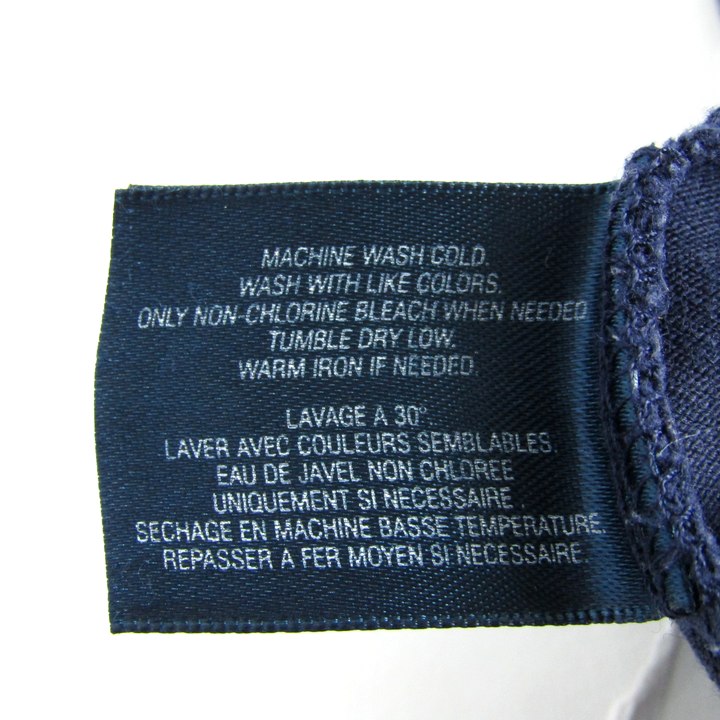 MACHINE WASH COLD.
WASH WITH LIKE COLORS.
ONLY NON-CHLORINE BLEACH WHEN NEEDED
TUMBLE DRY LOW.
WARM IRON IF NEEDED.
LAVAGE A 30°
LAVER AVEC COULEURS SEMBLABLES.
EAU DE JAVEL NON CHLOREE
UNIQUEMENT SI NECESSAIRE
SECHAGE EN MACHINE BASSE TEMPERATURE.
REPASSER A FER MOYEN SI NECESSAIRE.